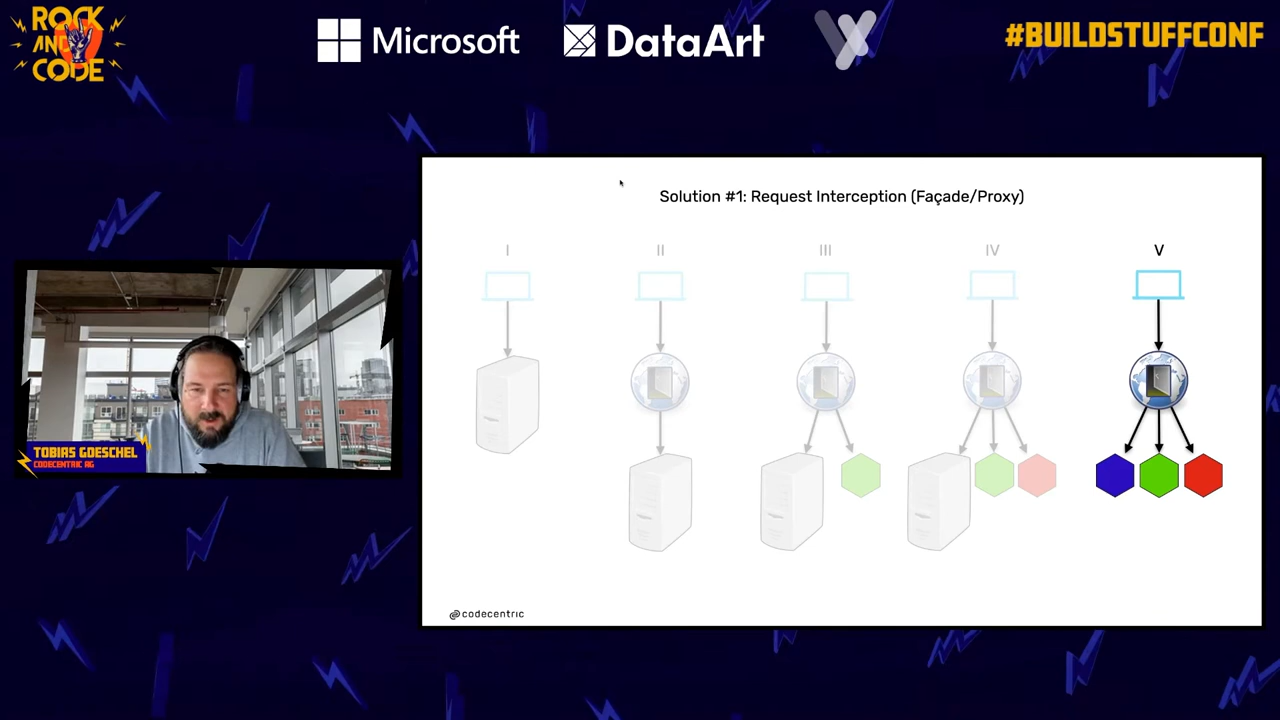 ROCK
AND
CODE
Microsoft
DataArt
#BUILDSTUFFCONF
Solution #1: Request Interception (Façade/Proxy)
I
II
III
IV
V
TOBIAS GOESCHEL
CODECENTRIC AG
codecentric